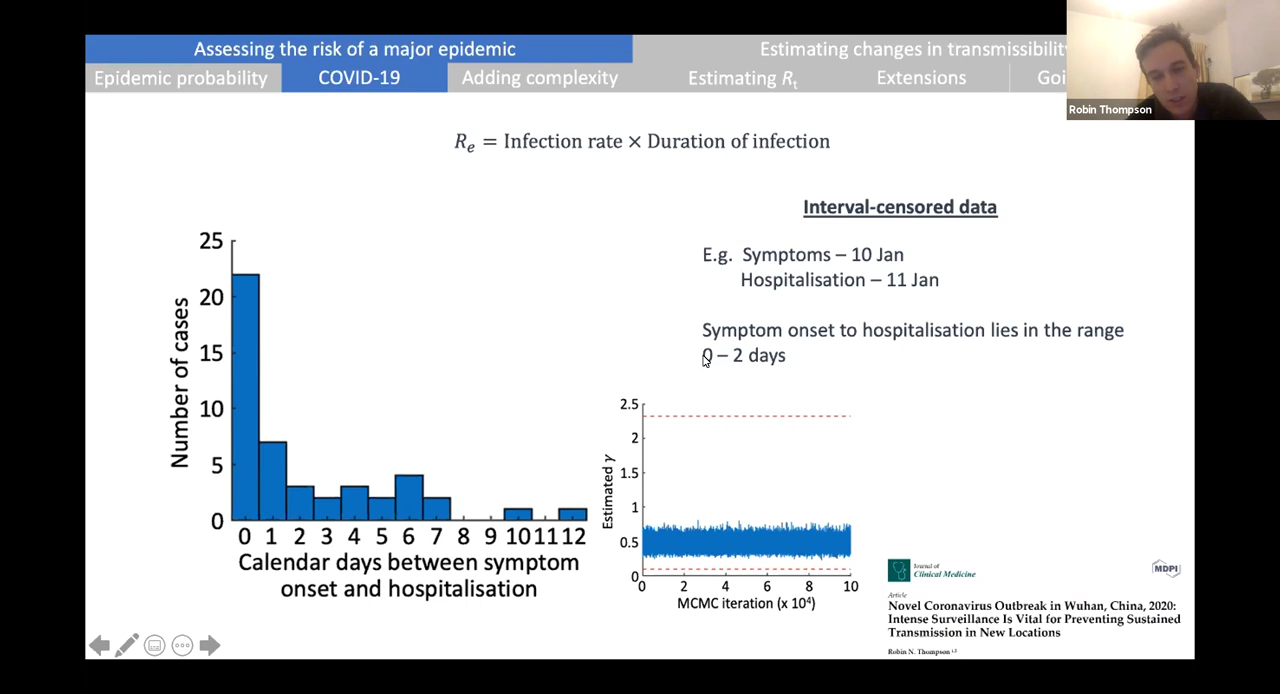 Assessing the risk of a major epidemic
Estimating changes in transmissibility
Epidemic probability
COVID-19
Adding complexity
Estimating Rt
Extensions
Robin Thompson
Re = Infection rate × Duration of infection
Interval-censored data
E.g. Symptoms – 10 Jan
Hospitalisation – 11 Jan
Symptom onset to hospitalisation lies in the range
0 – 2 days
25
20
15
10
5
0
Number of cases
0 1 2 3 4 5 6 7 8 9 10 11 12
Calendar days between symptom
onset and hospitalisation
2.5
2
1.5
1
0.5
0
Estimated γ
0 2 4 6 8 10
MCMC iteration (x 10⁴)
Journal of
Clinical Medicine
MDPI
Article
Novel Coronavirus Outbreak in Wuhan, China, 2020:
Intense Surveillance Is Vital for Preventing Sustained
Transmission in New Locations
Robin N. Thompson